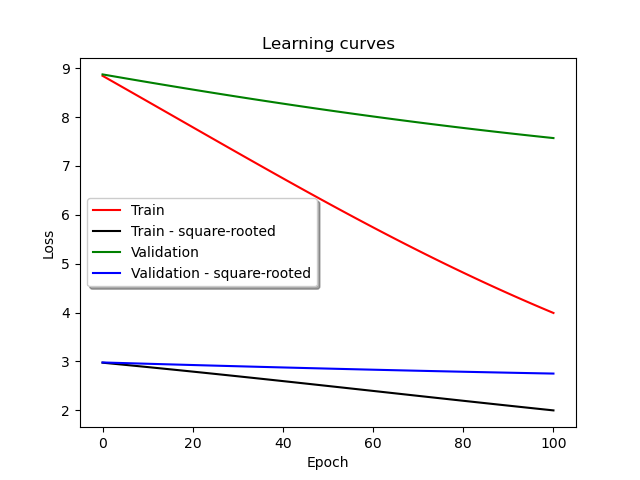 Learning curves
9
8
7
6
5
4
3
2
Loss
Train
Train - square-rooted
Validation
Validation - square-rooted
0 20 40 60 80 100
Epoch